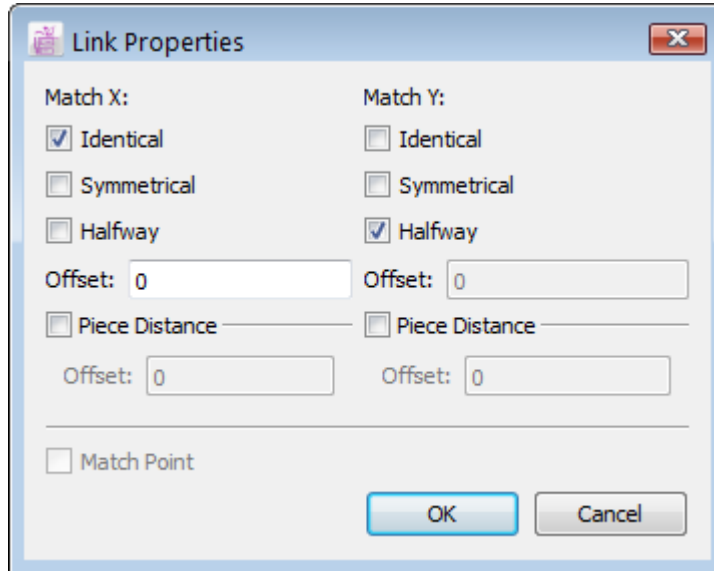 Link Properties
Match X: Match Y:
Identical Identical
Symmetrical Symmetrical
Halfway Halfway
Offset: 0 Offset: 0
Piece Distance Piece Distance
Offset: 0 Offset: 0
Match Point
OK Cancel